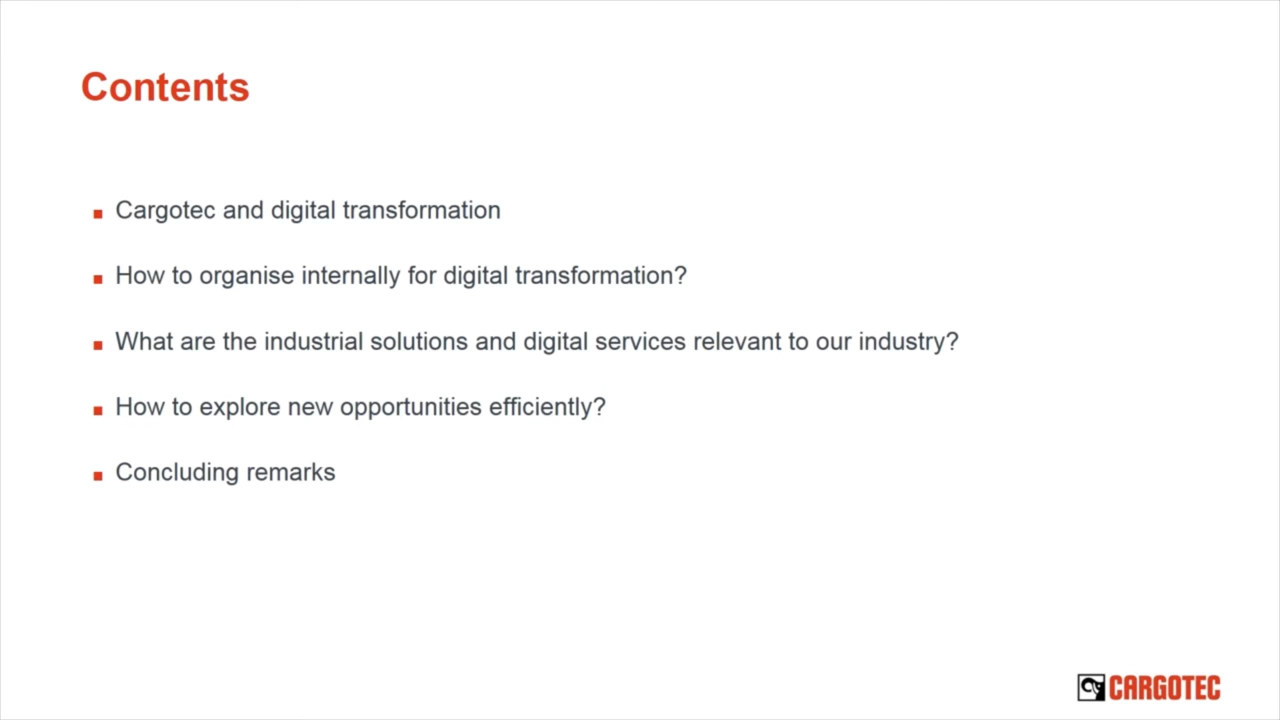 Contents
Cargotec and digital transformation
How to organise internally for digital transformation?
What are the industrial solutions and digital services relevant to our industry?
How to explore new opportunities efficiently?
Concluding remarks
CARGOTEC